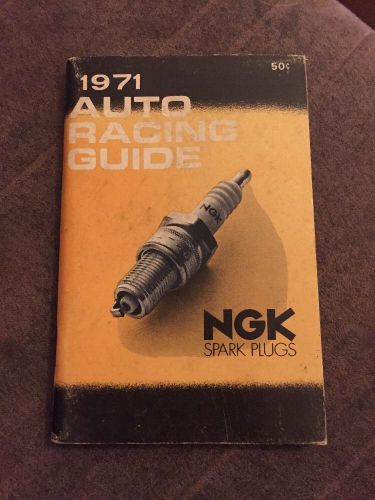 50¢
1971
AUTO
RACING
GUIDE
NGK
NGK
SPARK PLUGS